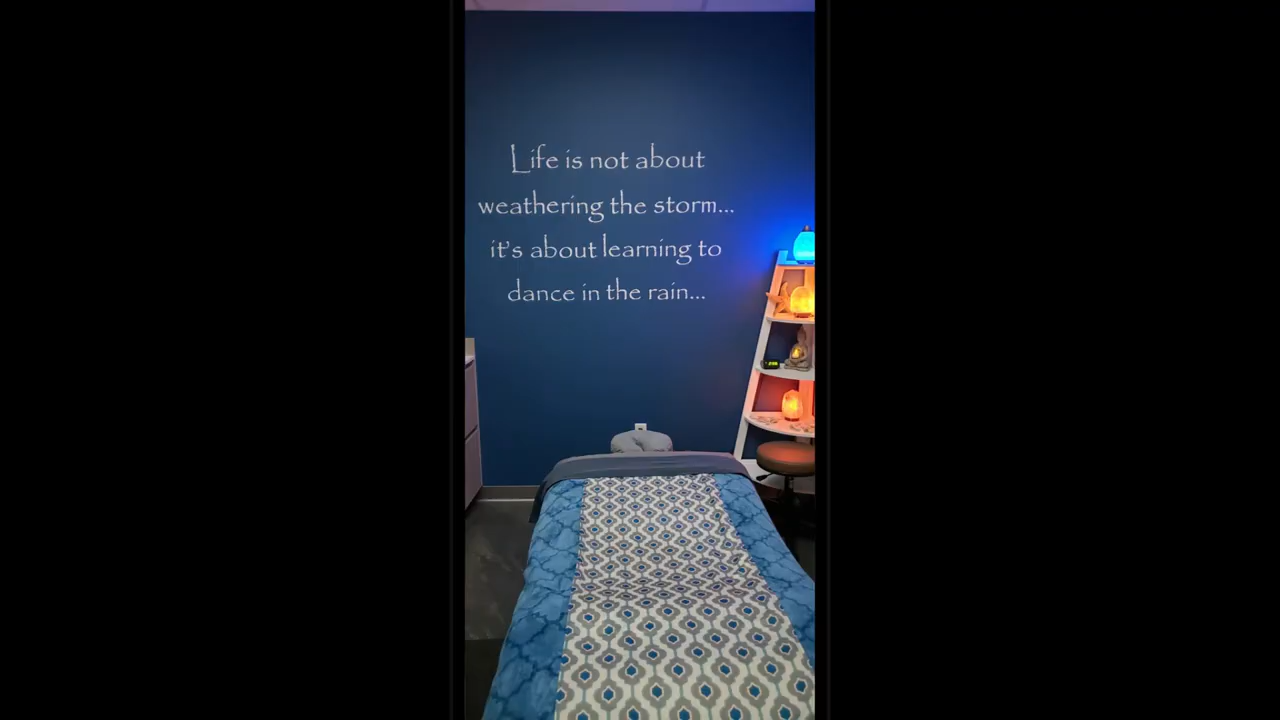 Life is not about
weathering the storm...
it's about learning to
dance in the rain...